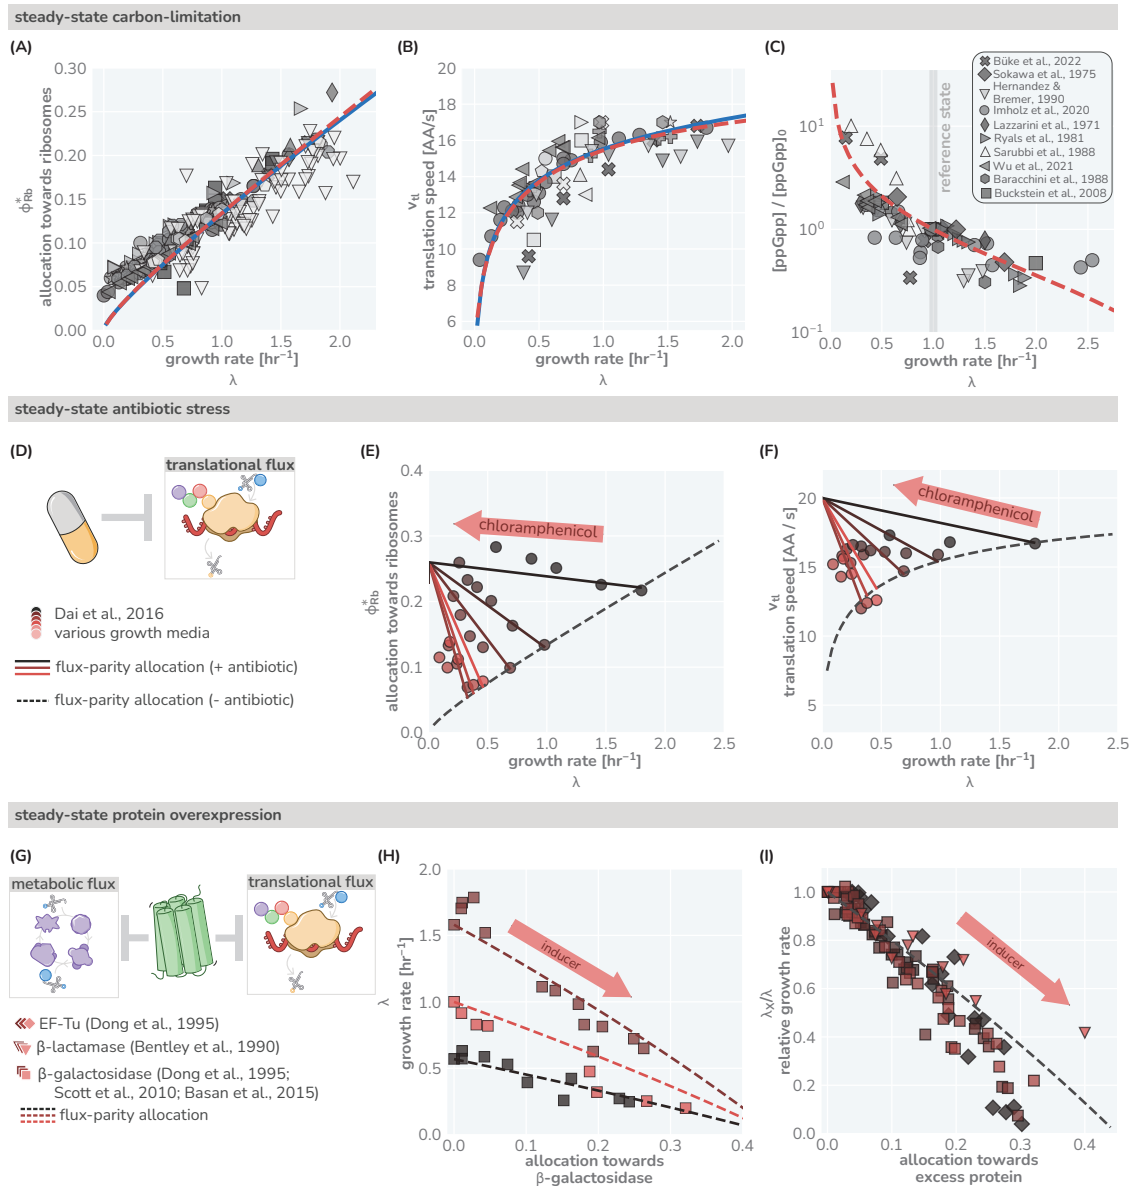 steady-state carbon-limitation
(A)
0.30
0.25
0.20
0.15
0.10
0.05
0.00
ϕ*Rb
allocation towards ribosomes
0.0 0.5 1.0 1.5 2.0
growth rate [hr⁻¹]
λ
(B)
20
18
16
14
12
10
8
6
vtl
translation speed [AA/s]
0.0 0.5 1.0 1.5 2.0
growth rate [hr⁻¹]
λ
(C)
10¹
10⁰
10⁻¹
[ppGpp] / [ppGpp]₀
reference state
Büke et al., 2022
Sokawa et al., 1975
Hernandez &
Bremer, 1990
Imholz et al., 2020
Lazzarini et al., 1971
Ryals et al., 1981
Sarubbi et al., 1988
Wu et al., 2021
Baracchini et al., 1988
Buckstein et al., 2008
0.0 0.5 1.0 1.5 2.0 2.5
growth rate [hr⁻¹]
λ
steady-state antibiotic stress
(D)
translational flux
Dai et al., 2016
various growth media
flux-parity allocation (+ antibiotic)
flux-parity allocation (- antibiotic)
(E)
0.4
0.3
0.2
0.1
0.0
ϕ*Rb
allocation towards ribosomes
chloramphenicol
0.0 0.5 1.0 1.5 2.0 2.5
growth rate [hr⁻¹]
λ
(F)
20
15
10
5
vtl
translation speed [AA / s]
chloramphenicol
0.0 0.5 1.0 1.5 2.0 2.5
growth rate [hr⁻¹]
λ
steady-state protein overexpression
(G)
metabolic flux
translational flux
EF-Tu (Dong et al., 1995)
β-lactamase (Bentley et al., 1990)
β-galactosidase (Dong et al., 1995;
Scott et al., 2010; Basan et al., 2015)
flux-parity allocation
(H)
2.0
1.5
1.0
0.5
0.0
λ
growth rate [hr⁻¹]
inducer
0.0 0.1 0.2 0.3 0.4
allocation towards
β-galactosidase
(I)
1.0
0.8
0.6
0.4
0.2
0.0
λX/λ
relative growth rate
inducer
0.0 0.1 0.2 0.3 0.4
allocation towards
excess protein